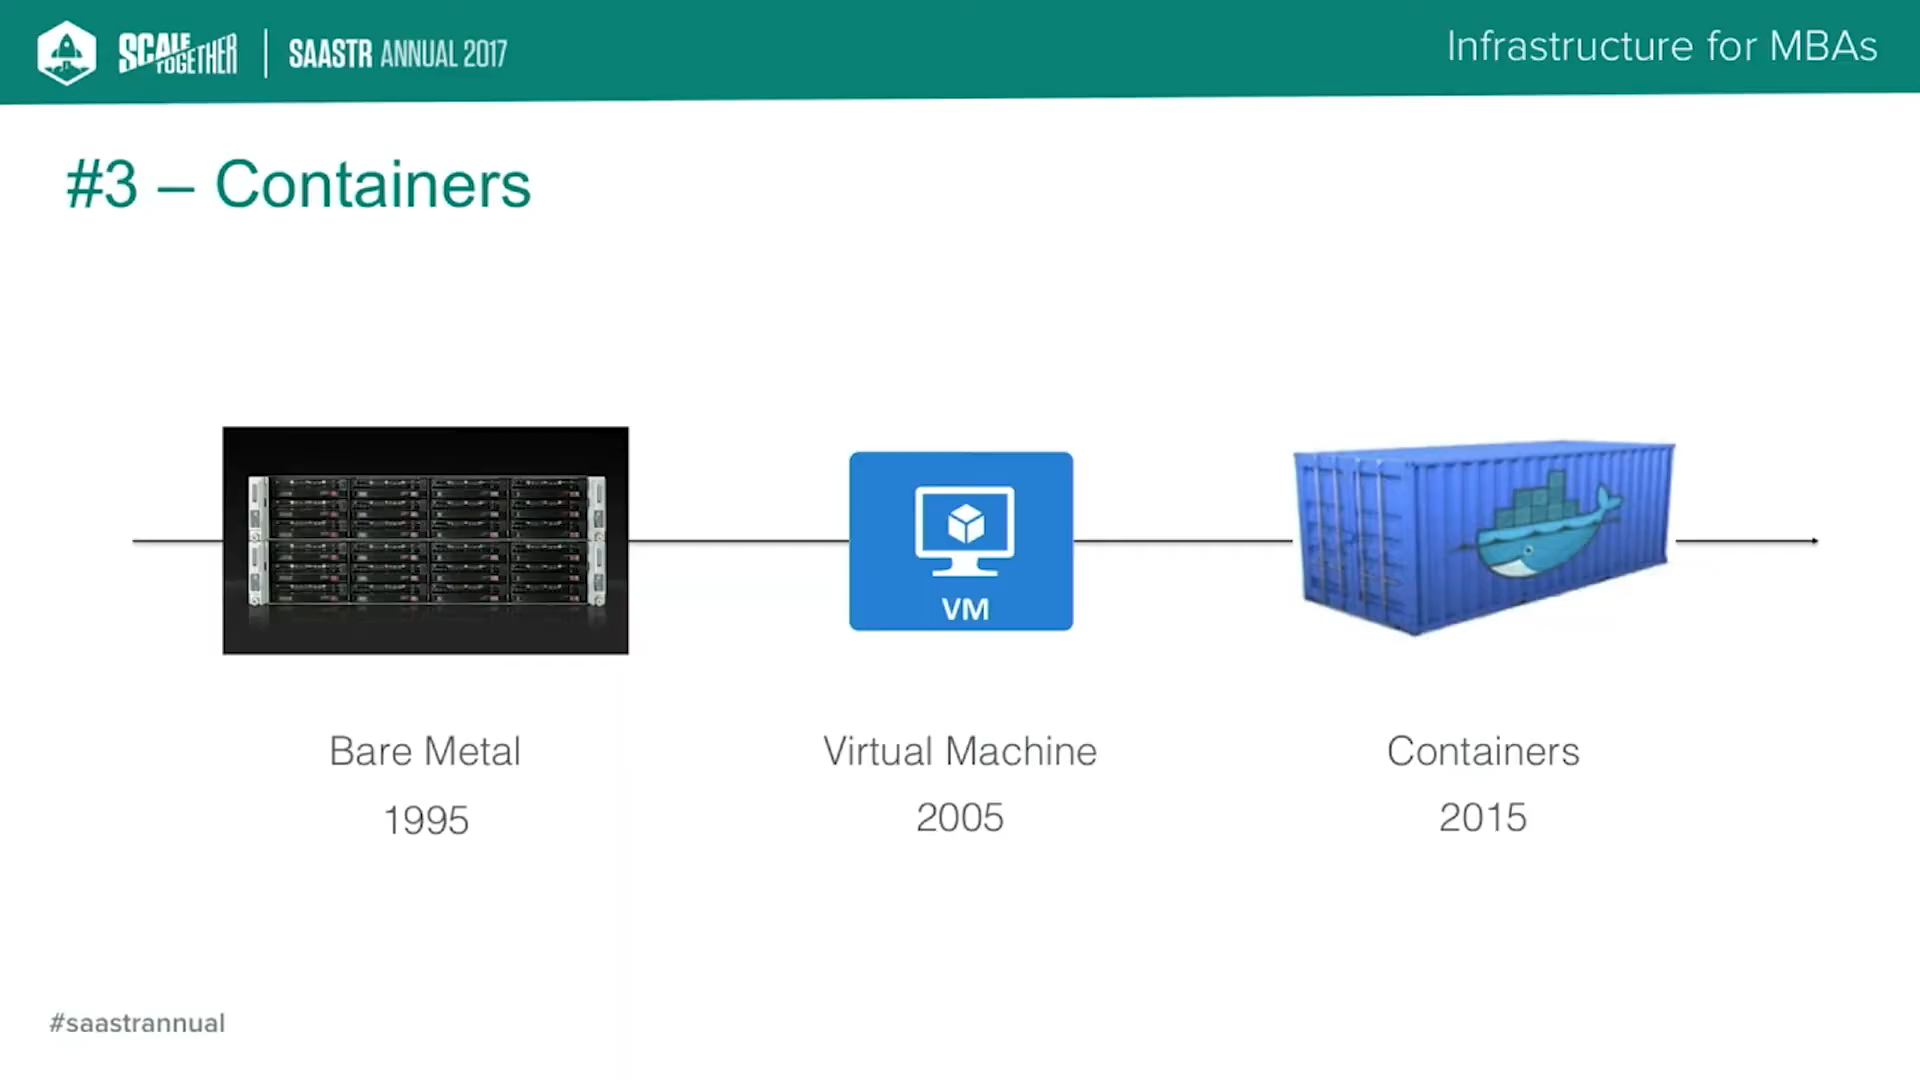 SCALE TOGETHER
SAASTR ANNUAL 2017
Infrastructure for MBAs
#3 – Containers
VM
Bare Metal
Virtual Machine
Containers
1995
2005
2015
#saastrannual